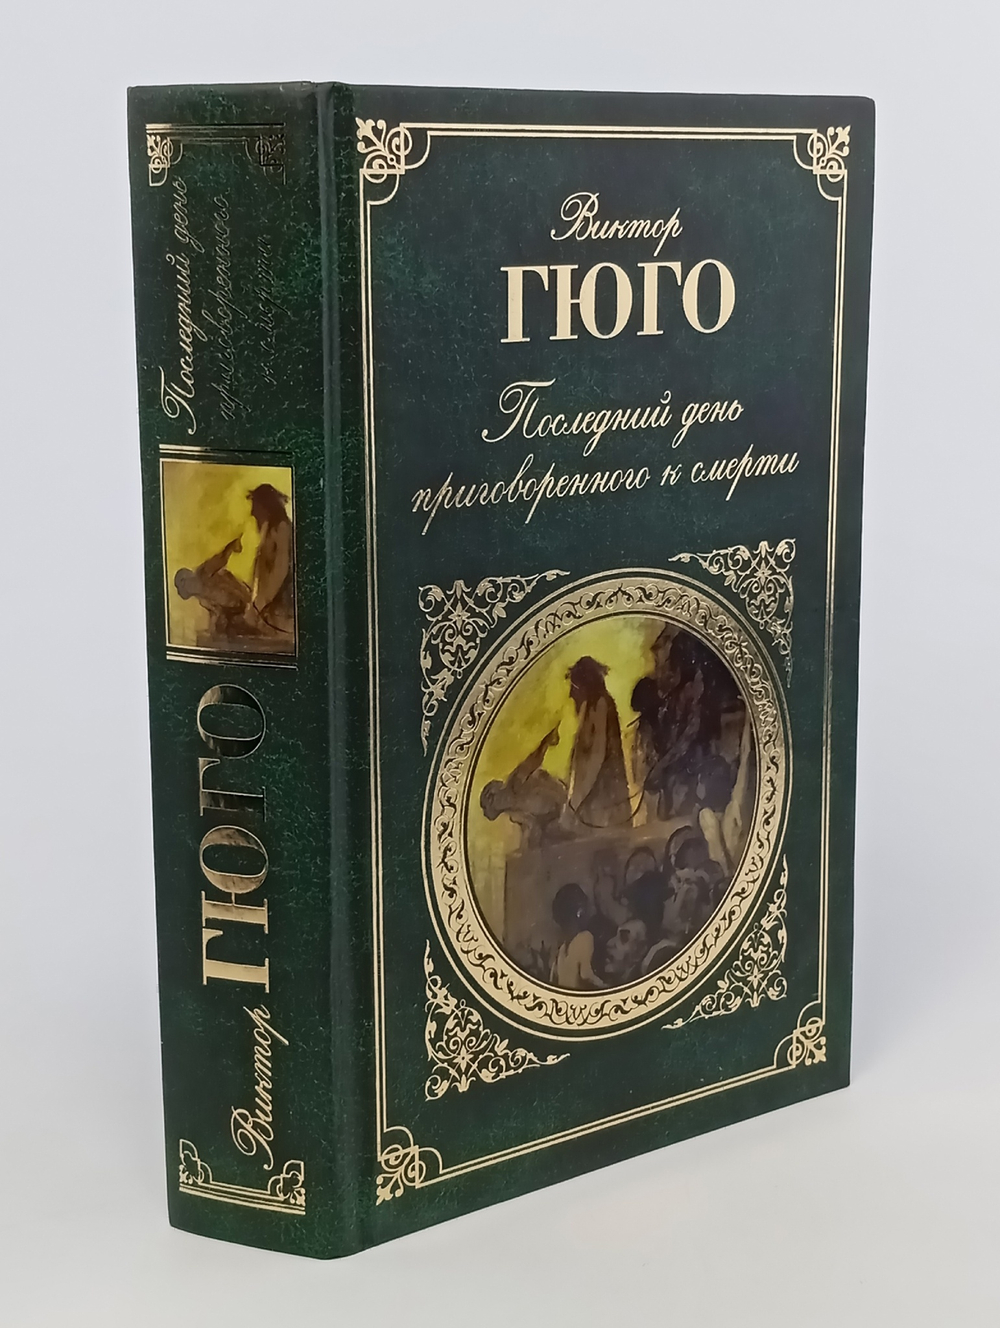 Виктор
ГЮГО
Последний день
приговоренного к смерти
Виктор ГЮГО
Последний день
приговоренного
к смерти